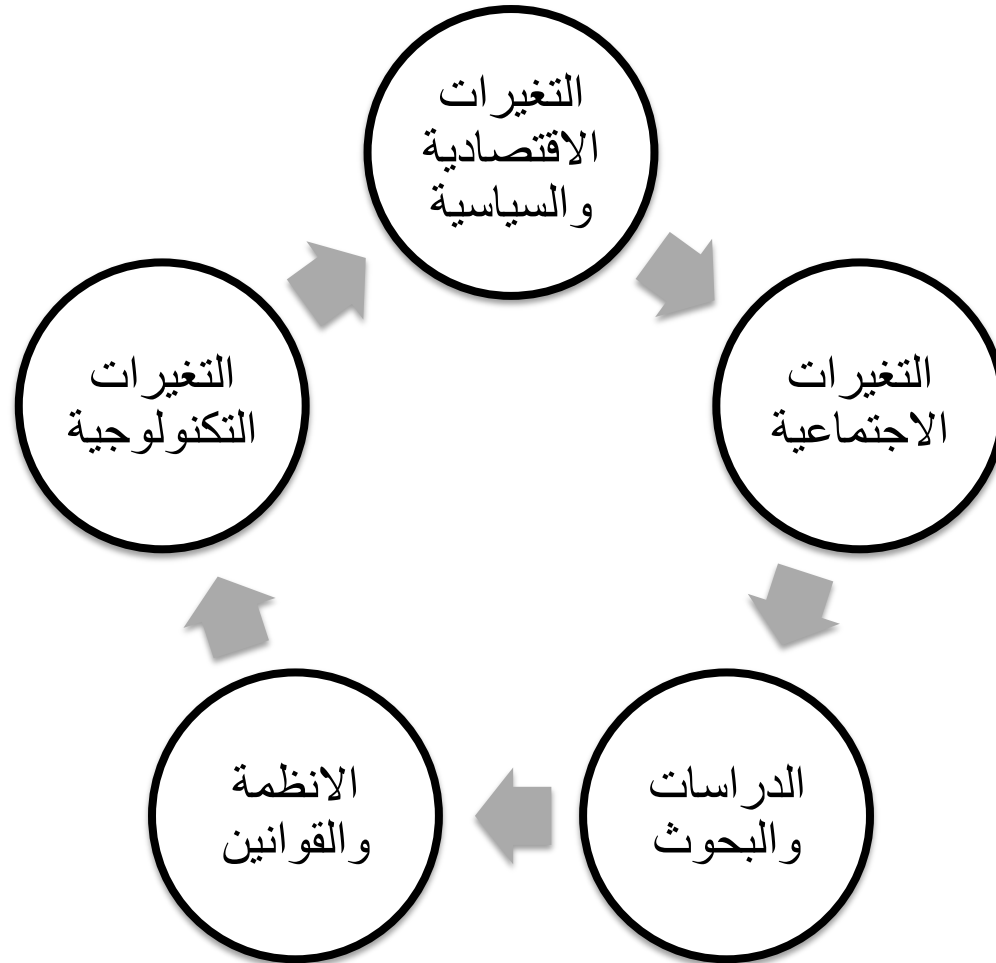 التغيرات
الاقتصادية
والسياسية
التغيرات
الاجتماعية
الدراسات
والبحوث
الانظمة
والقوانين
التغيرات
التكنولوجية